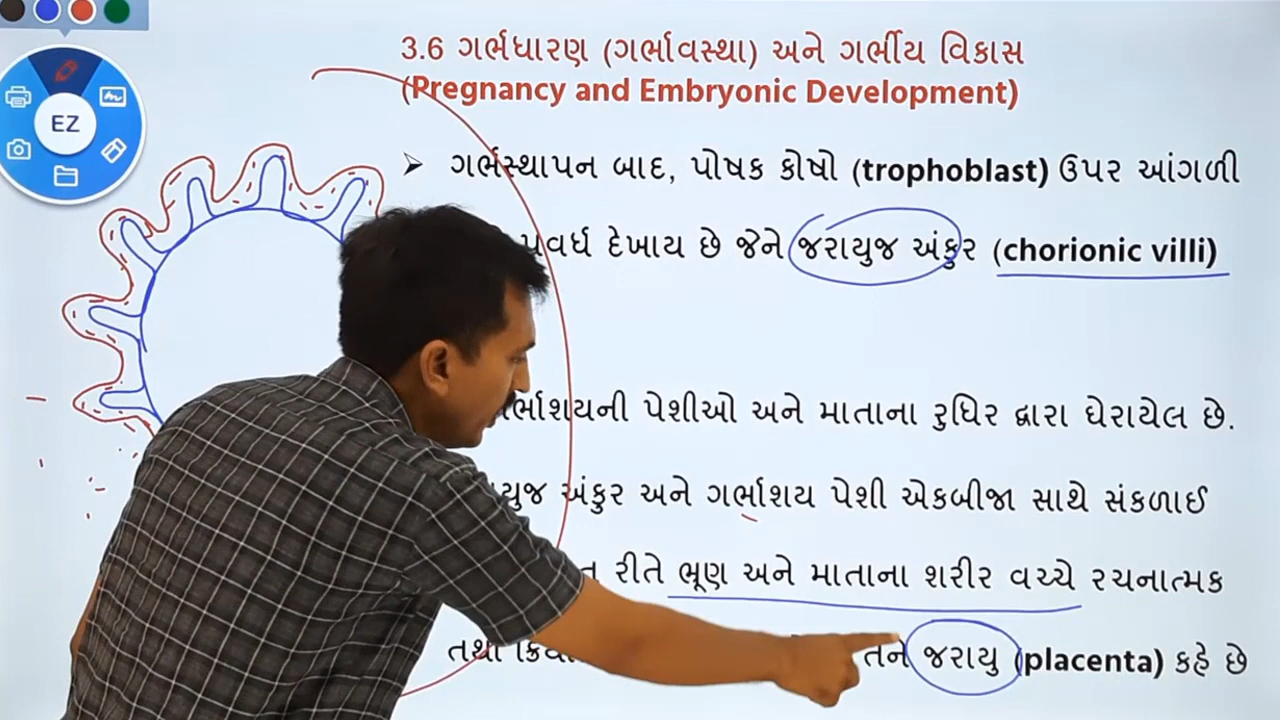 EZ
3.6 ગર્ભધારણ (ગર્ભાવસ્થા) અને ગર્ભીય વિકાસ
(Pregnancy and Embryonic Development)
ગર્ભસ્થાપન બાદ, પોષક કોષો (trophoblast) ઉપર આંગળી
પ્રવર્ધ દેખાય છે જેને જરાયુજ અંકુર (chorionic villi)
ગર્ભાશયની પેશીઓ અને માતાના રુધિર દ્વારા ઘેરાયેલ છે.
અંકુર અને ગર્ભાશય પેશી એકબીજા સાથે સંકળાઈ
રીતે ભ્રૂણ અને માતાના શરીર વચ્ચે રચનાત્મક
તથા તેને જરાયુ (placenta) કહે છે